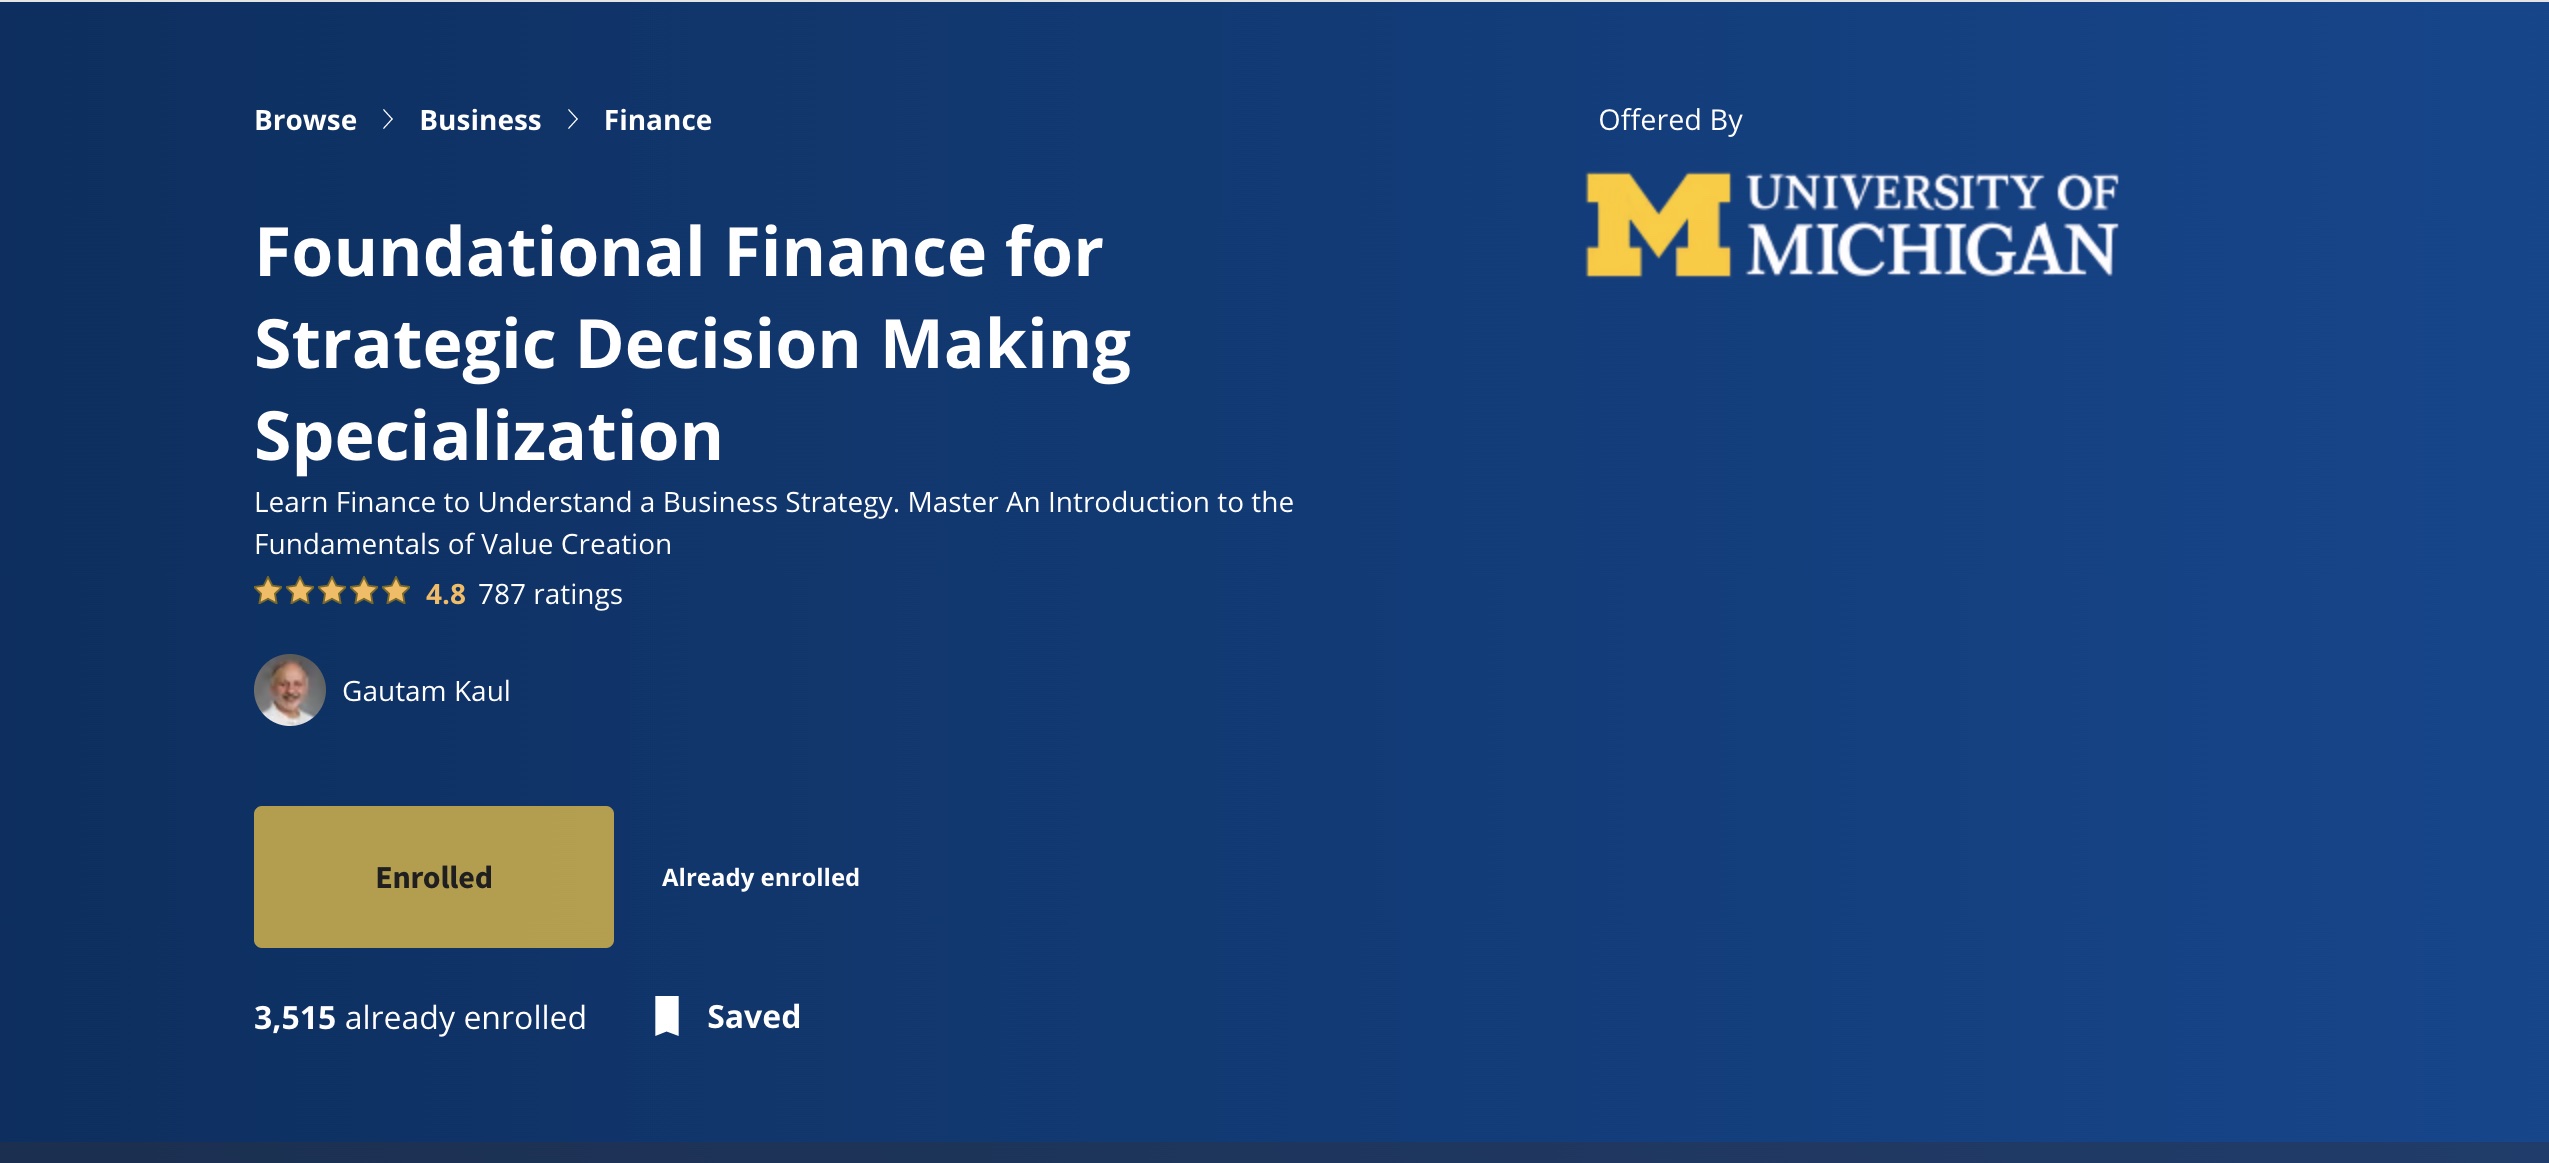 Browse > Business > Finance
Offered By
M UNIVERSITY OF
MICHIGAN
Foundational Finance for
Strategic Decision Making
Specialization
Learn Finance to Understand a Business Strategy. Master An Introduction to the
Fundamentals of Value Creation
4.8 787 ratings
Gautam Kaul
Enrolled
Already enrolled
3,515 already enrolled
Saved